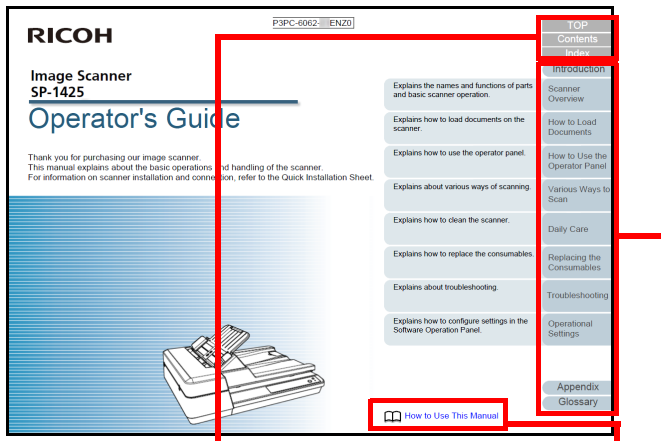 P3PC-6062- ENZ0
RICOH
Image Scanner
SP-1425
Operator's Guide
Thank you for purchasing our image scanner.
This manual explains about the basic operations and handling of the scanner.
For information on scanner installation and connection, refer to the Quick Installation Sheet.
TOP
Contents
Index
Introduction
Explains the names and functions of parts
and basic scanner operation.
Scanner
Overview
Explains how to load documents on the
scanner.
How to Load
Documents
Explains how to use the operator panel.
How to Use the
Operator Panel
Explains about various ways of scanning.
Various Ways to
Scan
Explains how to clean the scanner.
Daily Care
Explains how to replace the consumables.
Replacing the
Consumables
Explains about troubleshooting.
Troubleshooting
Explains how to configure settings in the
Software Operation Panel.
Operational
Settings
Appendix
Glossary
How to Use This Manual